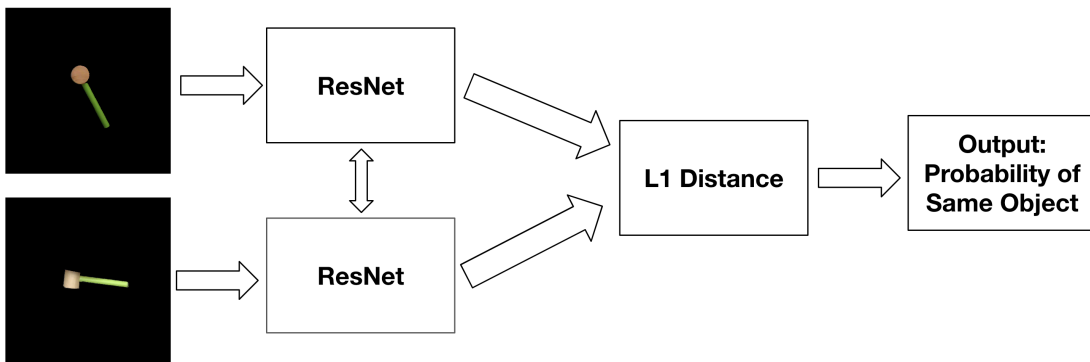 ResNet
ResNet
L1 Distance
Output:
Probability of
Same Object